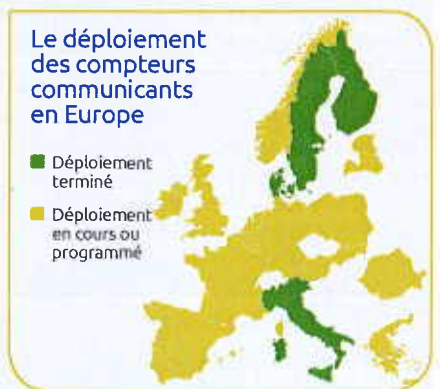 Le déploiement
des compteurs
communicants
en Europe
Déploiement
terminé
Déploiement
en cours ou
programmé